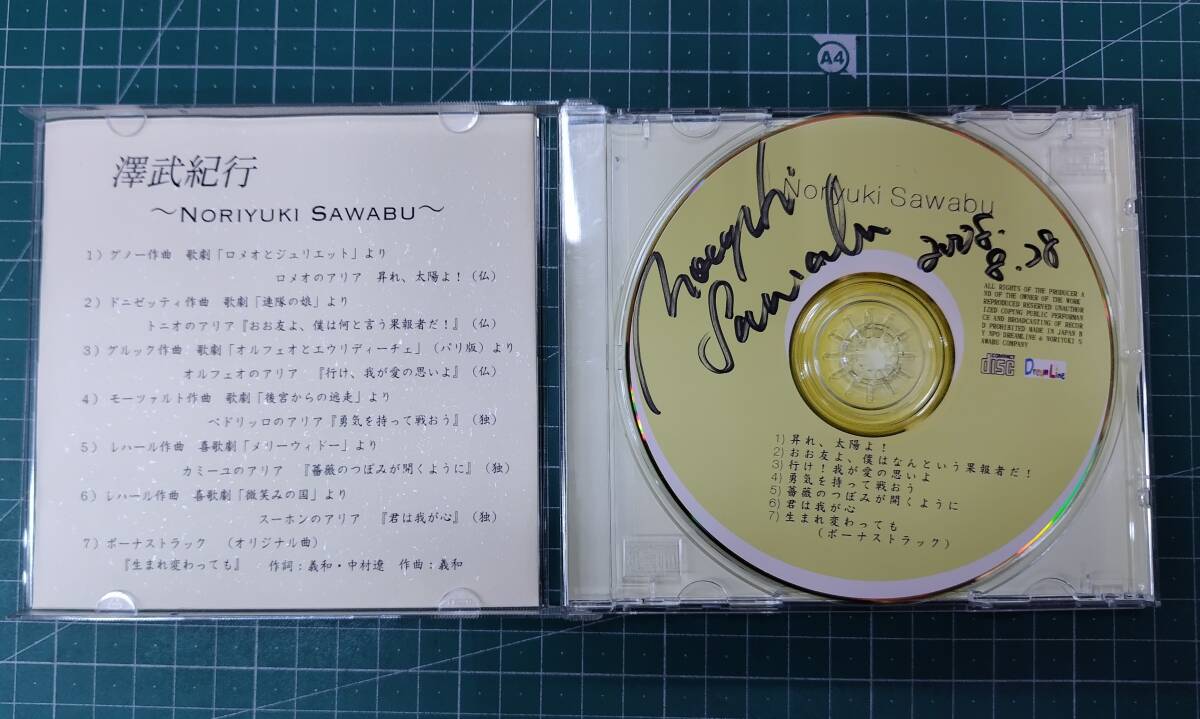 A4
澤武紀行
～NORIYUKI SAWABU～
1）グノー作曲　歌劇「ロメオとジュリエット」より
ロメオのアリア　昇れ、太陽よ！（仏）
2）ドニゼッティ作曲　歌劇「連隊の娘」より
トニオのアリア『おお友よ、僕は何と言う果報者だ！』（仏）
3）グルック作曲　歌劇「オルフェオとエウリディーチェ」（パリ版）より
オルフェオのアリア　『行け、我が愛の思いよ』（仏）
4）モーツァルト作曲　歌劇「後宮からの逃走」より
ペドリッロのアリア『勇気を持って戦おう』（独）
5）レハール作曲　喜歌劇「メリーウィドー」より
カミーユのアリア　『薔薇のつぼみが開くように』（独）
6）レハール作曲　喜歌劇「微笑みの国」より
スーホンのアリア　『君は我が心』（独）
7）ボーナストラック　（オリジナル曲）
『生まれ変わっても』　作詞：義和・中村遼　作曲：義和
Noriyuki Sawabu
Sawabu
8.28
ALL RIGHTS OF THE PRODUCER A
ND OF THE OWNER OF THE WORK
REPRODUCED RESERVED UNAUTHOR
IZED COPYNG PUBLIC PERFORMAN
CE AND BROADCASTING OF RECOR
D PROHIBITED MADE IN JAPAN B
Y NPO DREAMLINE & NORIYUKI S
AWABU COMPANY
COMPACT
disc
DreamLine
1)昇れ、太陽よ！
2)おお友よ、僕はなんという果報者だ！
3)行け！我が愛の思いよ
4)勇気を持って戦おう
5)薔薇のつぼみが開くように
6)君は我が心
7)生まれ変わっても
（ボーナストラック）